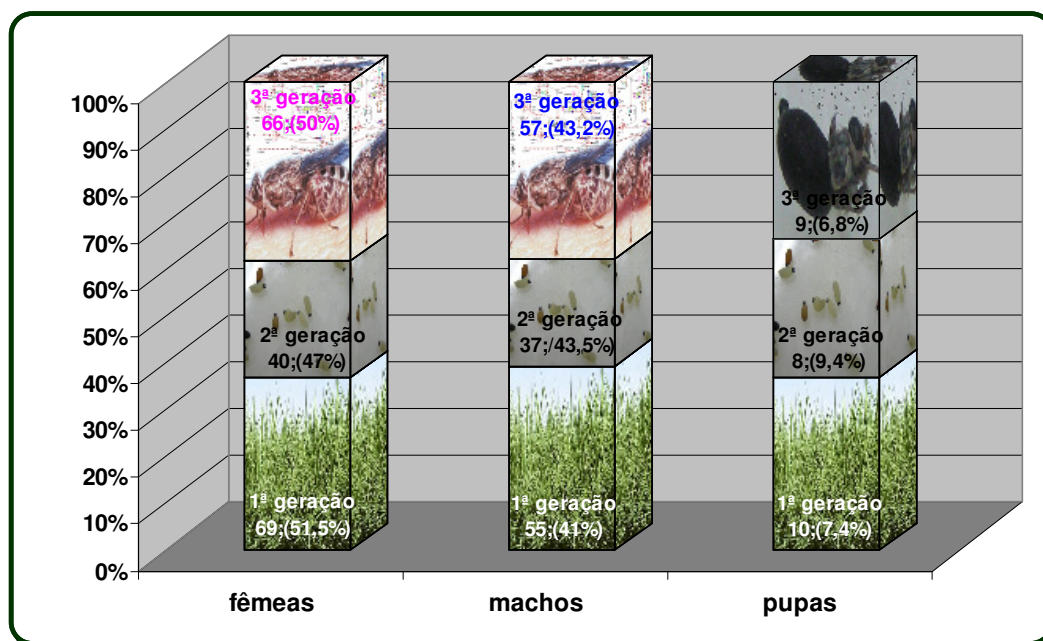 100%
90%
80%
70%
60%
50%
40%
30%
20%
10%
0%
3ª geração
66;(50%)
2ª geração
40;(47%)
1ª geração
69;(51,5%)
3ª geração
57;(43,2%)
2ª geração
37;/43,5%)
1ª geração
55;(41%)
3ª geração
9;(6,8%)
2ª geração
8;(9,4%)
1ª geração
10;(7,4%)
fêmeas
machos
pupas